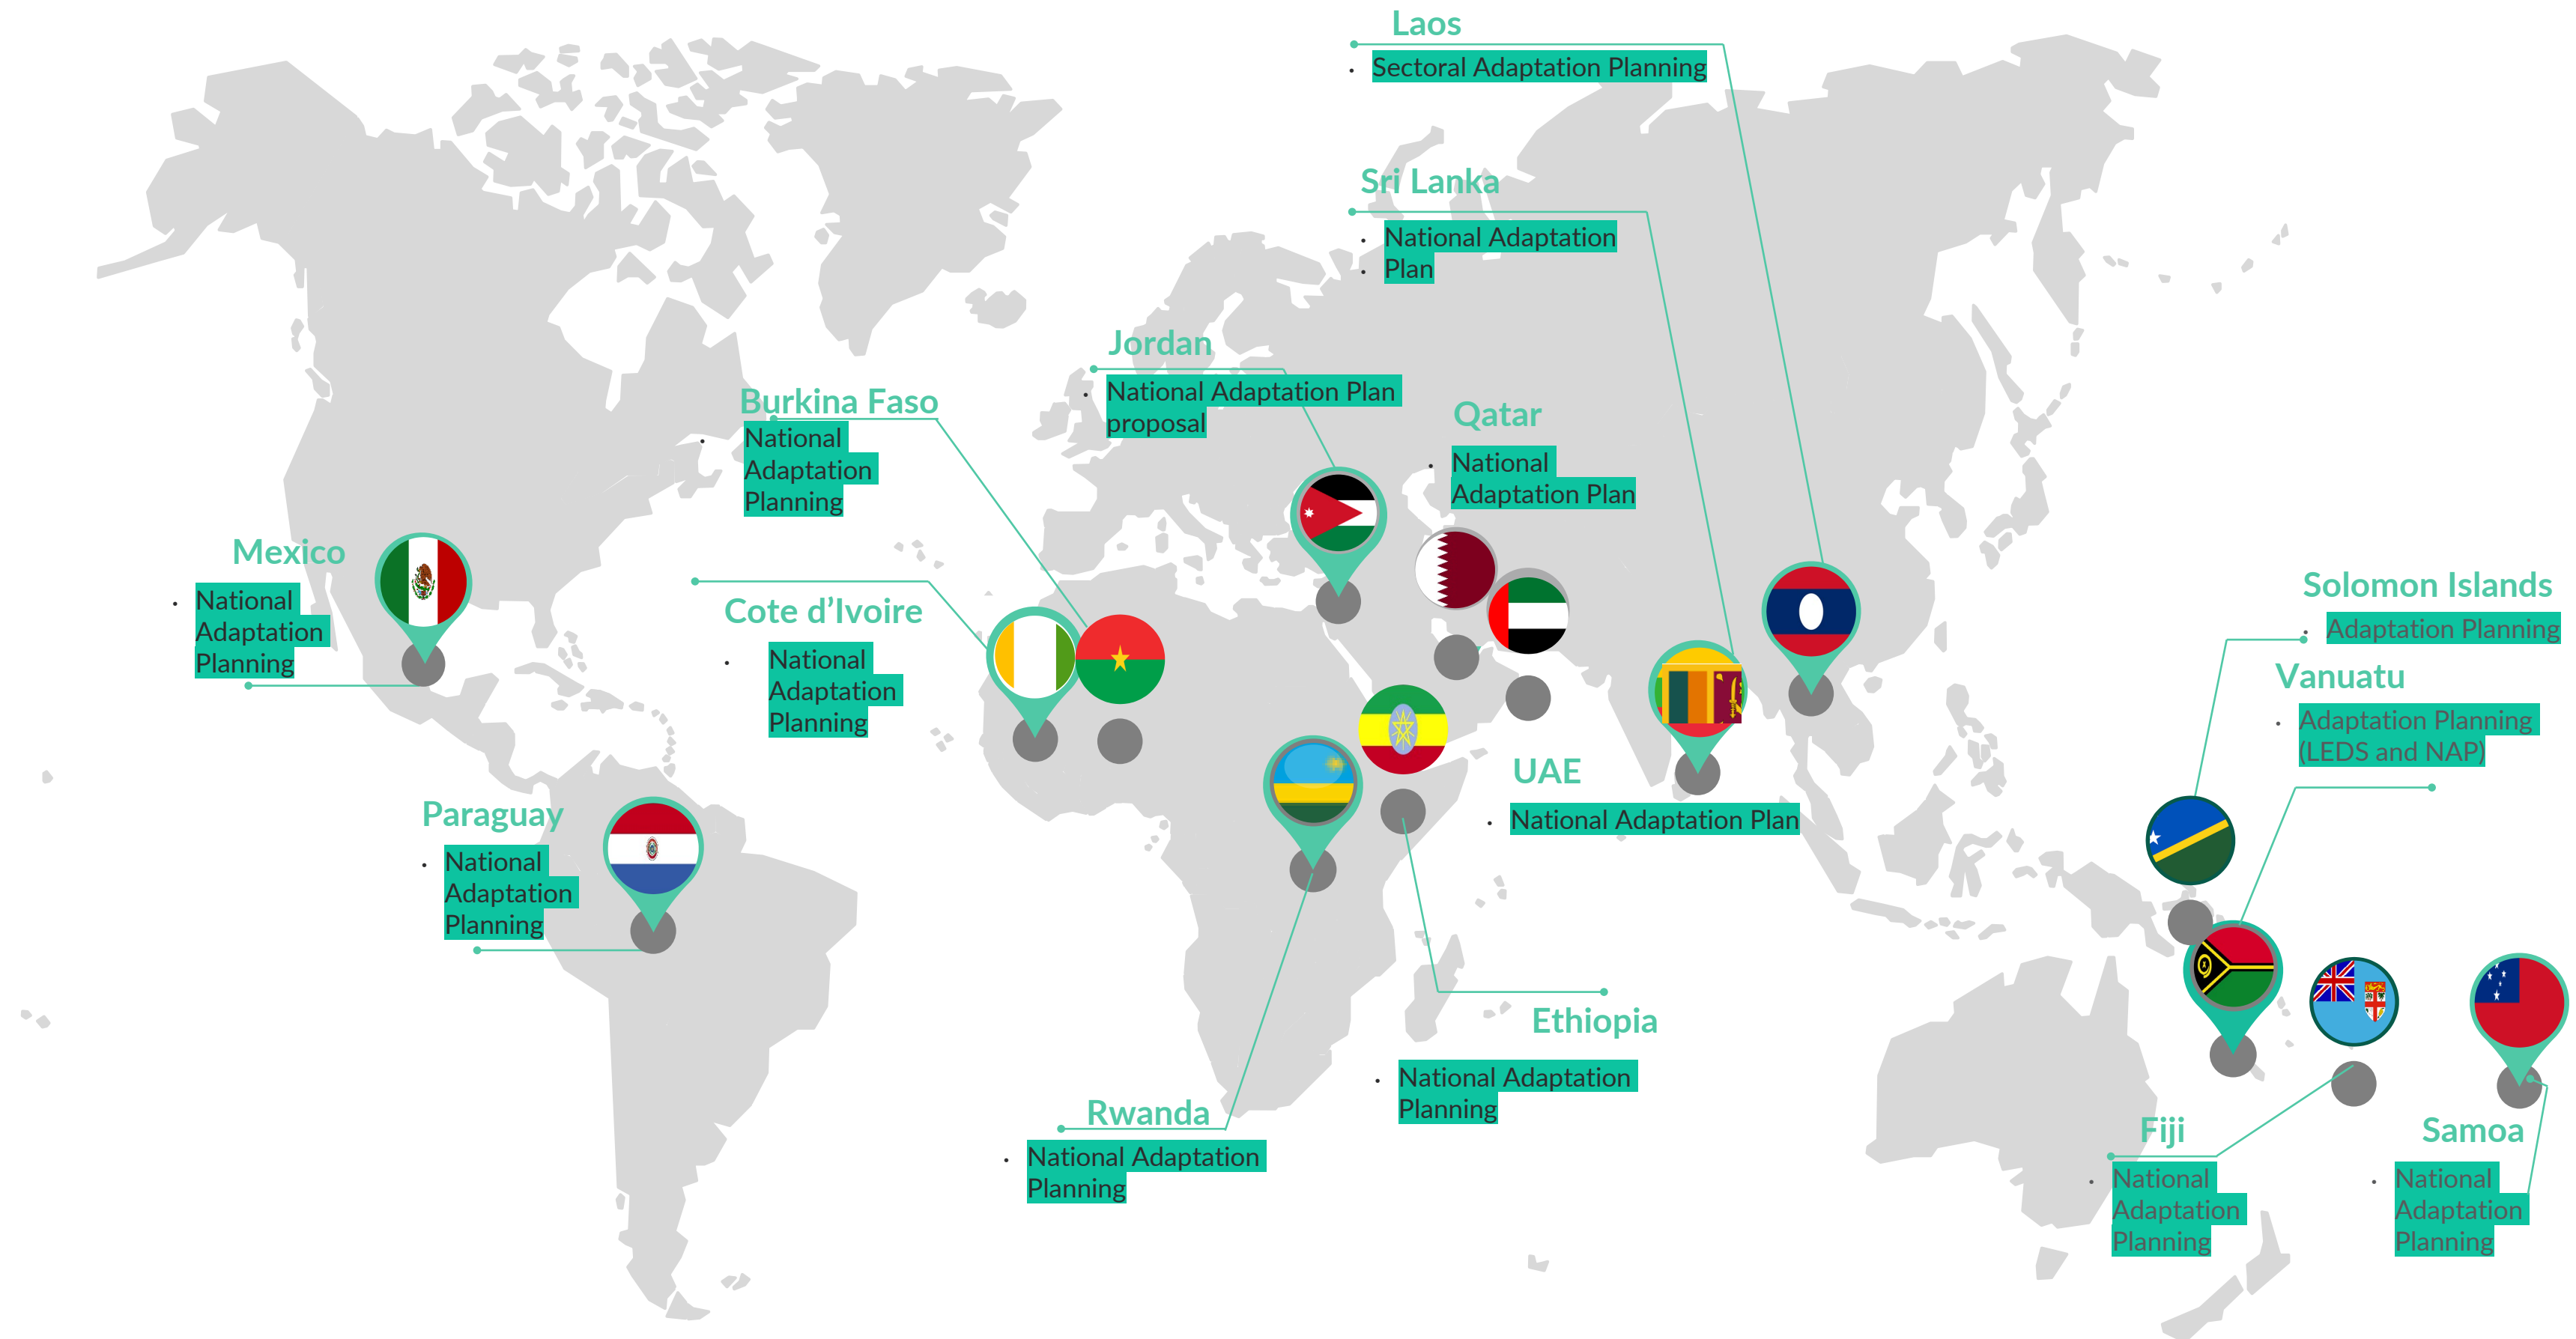 Laos
Sectoral Adaptation Planning
Sri Lanka
National Adaptation
Plan
Jordan
National Adaptation Plan
proposal
Burkina Faso
National
Adaptation
Planning
Qatar
National
Adaptation Plan
Mexico
National
Adaptation
Planning
Cote d’Ivoire
National
Adaptation
Planning
Solomon Islands
Adaptation Planning
Vanuatu
Adaptation Planning
(LEDS and NAP)
UAE
National Adaptation Plan
Paraguay
National
Adaptation
Planning
Ethiopia
National Adaptation
Planning
Rwanda
National Adaptation
Planning
Fiji
National
Adaptation
Planning
Samoa
National
Adaptation
Planning